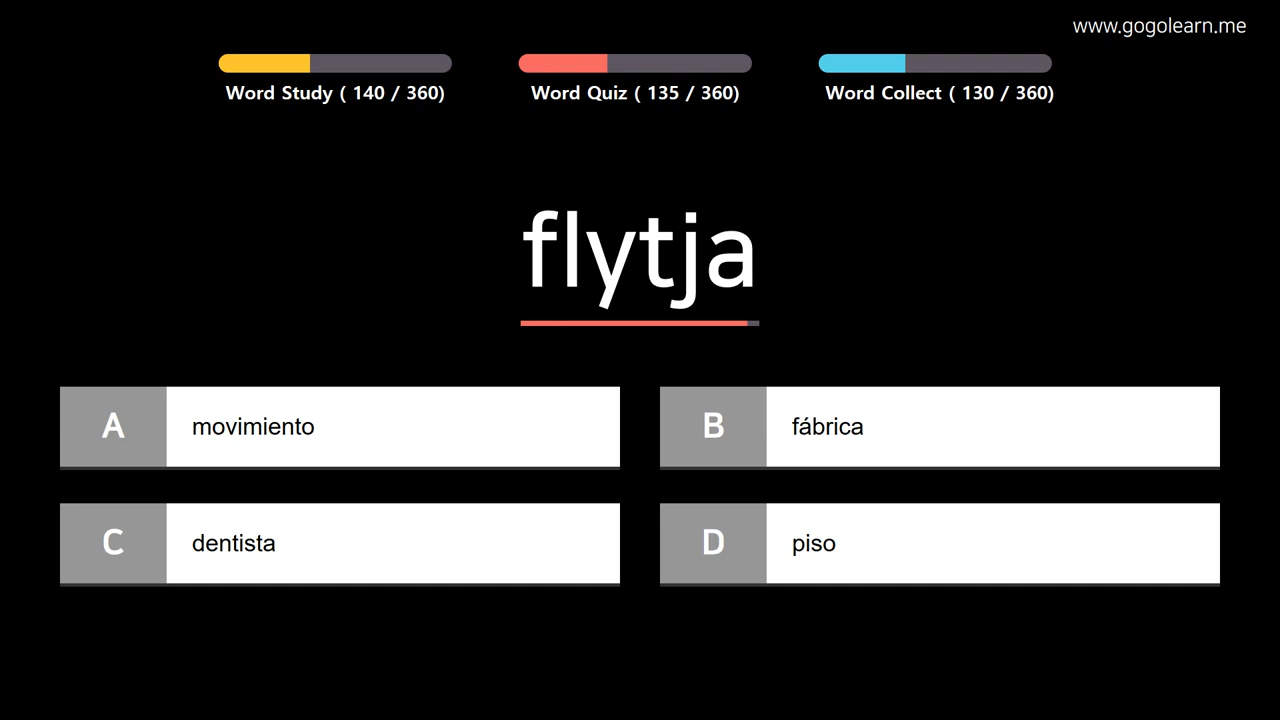 www.gogolearn.me
Word Study ( 140 / 360)
Word Quiz ( 135 / 360)
Word Collect ( 130 / 360)
flytja
A movimiento
B fábrica
C dentista
D piso